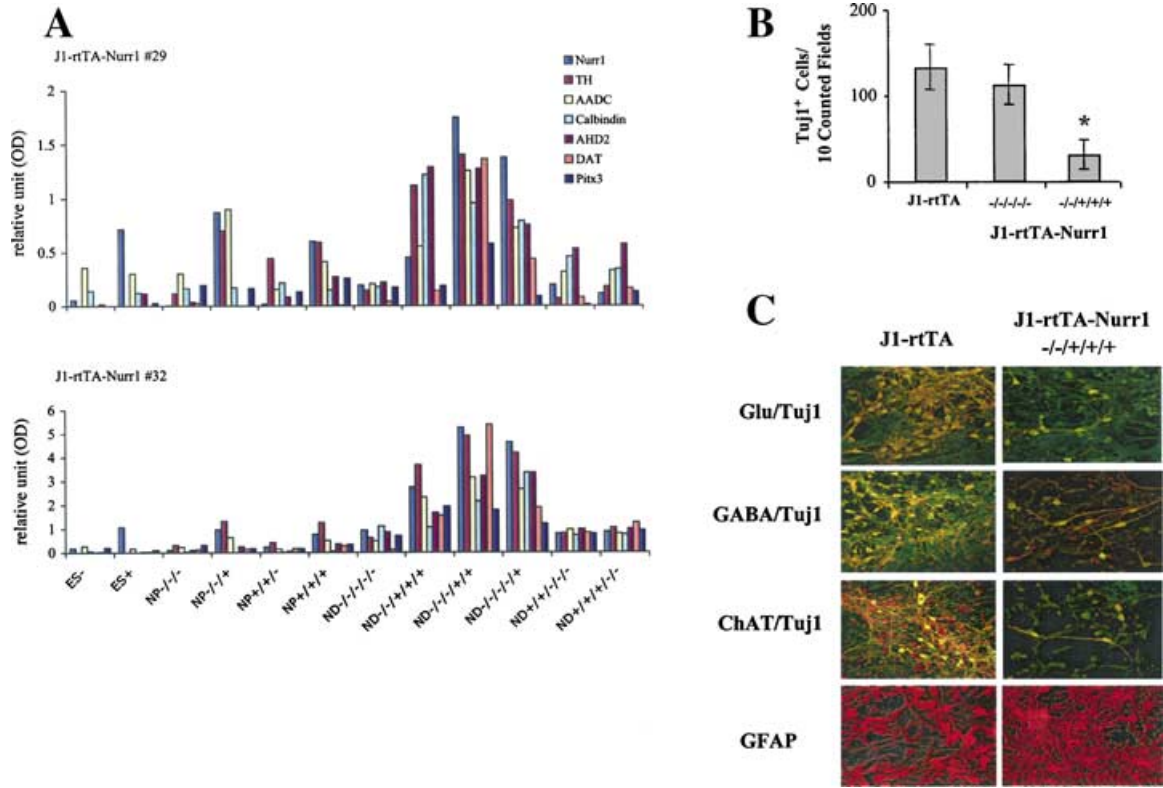 A
J1-rtTA-Nurr1 #29
Nurr1
TH
AADC
Calbindin
AHD2
DAT
Pitx3
relative unit (OD)
2
1.5
1
0.5
0
J1-rtTA-Nurr1 #32
relative unit (OD)
6
5
4
3
2
1
0
ES-
ES+
NP-/-/-
NP-/-/+
NP+/+/-
NP+/+/+
ND-/-/-/-/-
ND-/-/+/+/+
ND-/-/-/+/+
ND-/-/-/-/+
ND+/+/-/-/-
ND+/+/+/-/-
B
Tuj1+ Cells/
10 Counted Fields
200
100
0
*
J1-rtTA
-/-/-/-/-
-/-/+/+/+
J1-rtTA-Nurr1
C
J1-rtTA
J1-rtTA-Nurr1
-/-/+/+/+
Glu/Tuj1
GABA/Tuj1
ChAT/Tuj1
GFAP